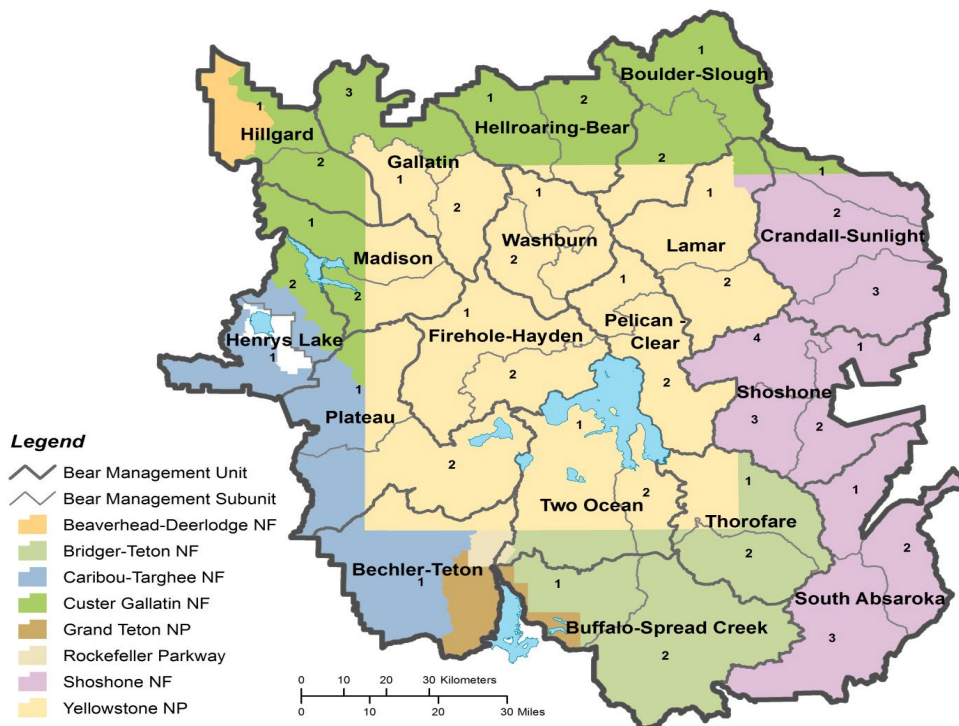 1
Boulder-Slough
3
1
2
1
Hillgard
Hellroaring-Bear
2
Gallatin
2
1
1
1
1
2
2
1
Washburn
Lamar
Crandall-Sunlight
Madison
2
1
2
2
2
3
1
Pelican -
Clear
Firehole-Hayden
Henrys Lake
1
4
1
2
2
Shoshone
1
Plateau
1
3
2
2
Two Ocean
2
1
1
Thorofare
2
2
Bechler-Teton
1
1
South Absaroka
Buffalo-Spread Creek
2
3
Legend
Bear Management Unit
Bear Management Subunit
Beaverhead-Deerlodge NF
Bridger-Teton NF
Caribou-Targhee NF
Custer Gallatin NF
Grand Teton NP
Rockefeller Parkway
Shoshone NF
Yellowstone NP
0 10 20 30 Kilometers
0 10 20 30 Miles